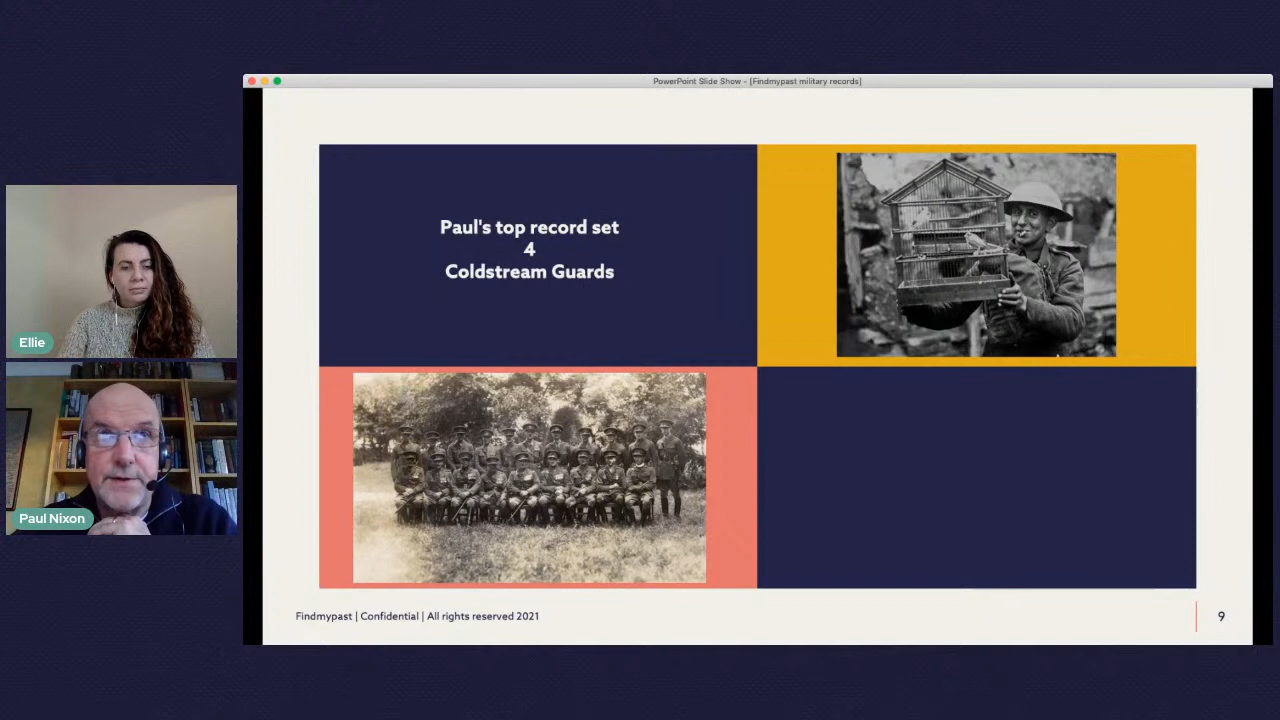 PowerPoint Slide Show - [Findmypast military records]
Paul's top record set
4
Coldstream Guards
Ellie
Paul Nixon
Findmypast | Confidential | All rights reserved 2021
9